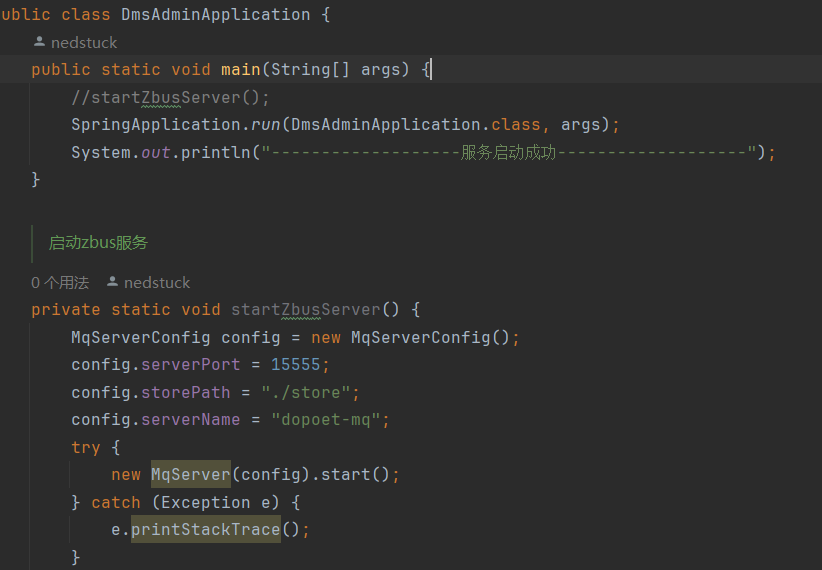 ublic class DmsAdminApplication {
nedstuck
public static void main(String[] args) {
//startZbusServer();
SpringApplication.run(DmsAdminApplication.class, args);
System.out.println("-------------------服务启动成功-------------------");
}
启动zbus服务
0 个用法 nedstuck
private static void startZbusServer() {
MqServerConfig config = new MqServerConfig();
config.serverPort = 15555;
config.storePath = "./store";
config.serverName = "dopoet-mq";
try {
new MqServer(config).start();
} catch (Exception e) {
e.printStackTrace();
}